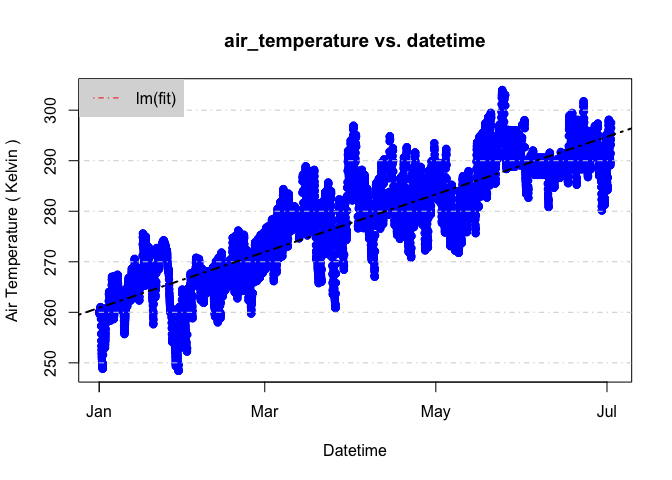 air_temperature vs. datetime
lm(fit)
Air Temperature ( Kelvin )
300
290
280
270
260
250
Jan Mar May Jul
Datetime